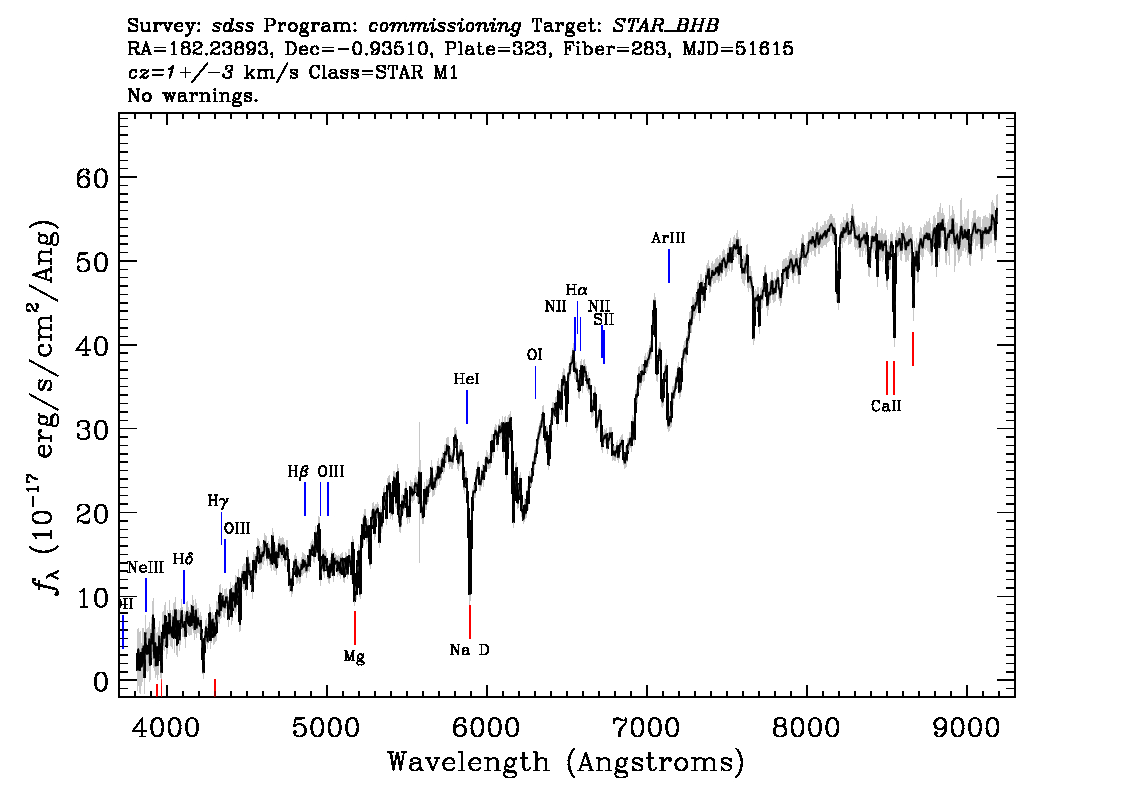 Survey: sdss Program: commissioning Target: STAR_BHB
RA=182.23893, Dec=−0.93510, Plate=323, Fiber=283, MJD=51615
cz=1+/−3 km/s Class=STAR M1
No warnings.
60
50
40
30
20
10
0
fλ (10⁻¹⁷ erg/s/cm²/Ang)
ArIII
Hα
NII NII
SII
OI
HeI
CaII
Hβ OIII
Hγ
OIII
Hδ
NeIII
OII
Mg
Na D
4000 5000 6000 7000 8000 9000
Wavelength (Angstroms)